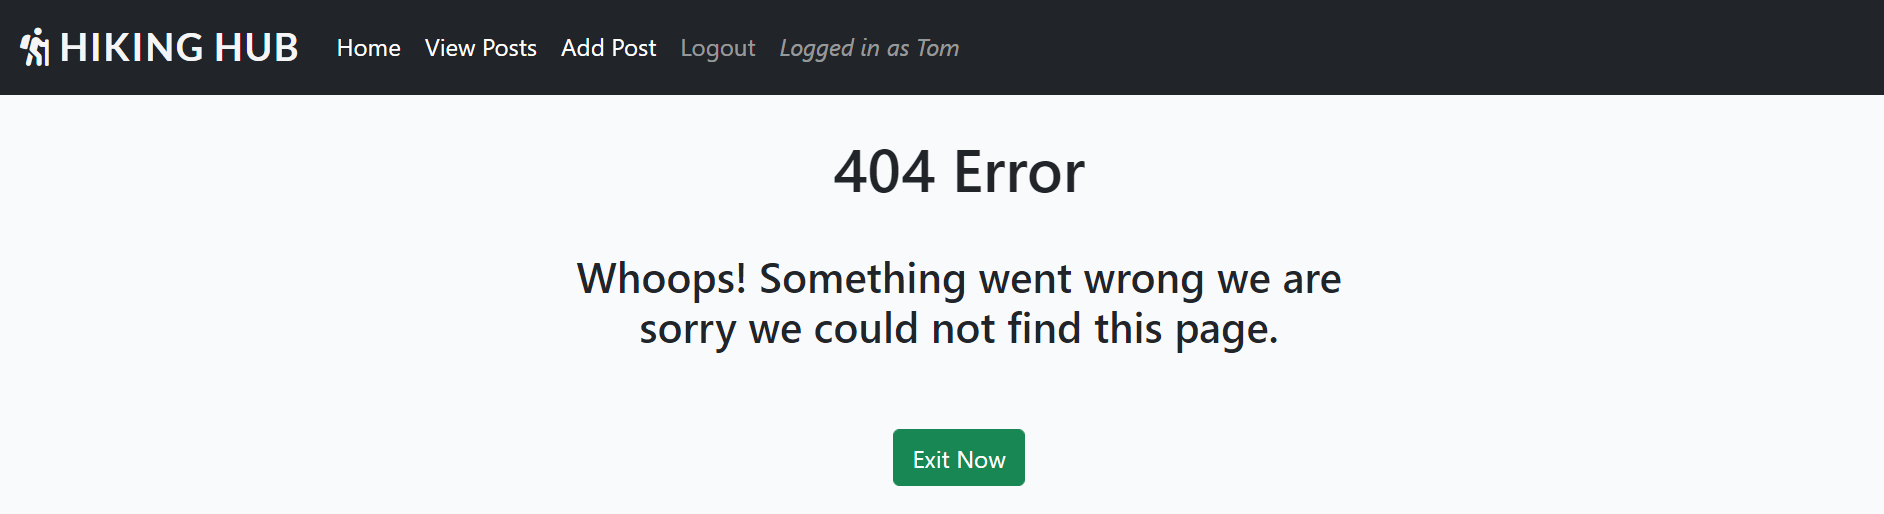 HIKING HUB Home View Posts Add Post Logout Logged in as Tom
404 Error
Whoops! Something went wrong we are
sorry we could not find this page.
Exit Now